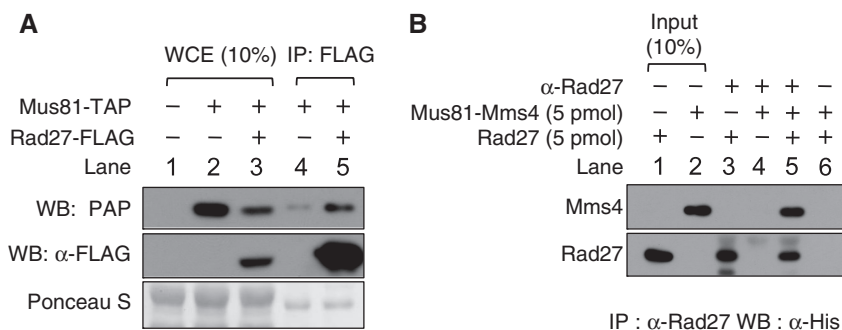 A
WCE (10%) IP: FLAG
Mus81-TAP – + + + +
Rad27-FLAG – – + – +
Lane 1 2 3 4 5
WB: PAP
WB: α-FLAG
Ponceau S
B
Input
(10%)
α-Rad27 – – + + + –
Mus81-Mms4 (5 pmol) – + – + + +
Rad27 (5 pmol) + – + – + +
Lane 1 2 3 4 5 6
Mms4
Rad27
IP : α-Rad27 WB : α-His